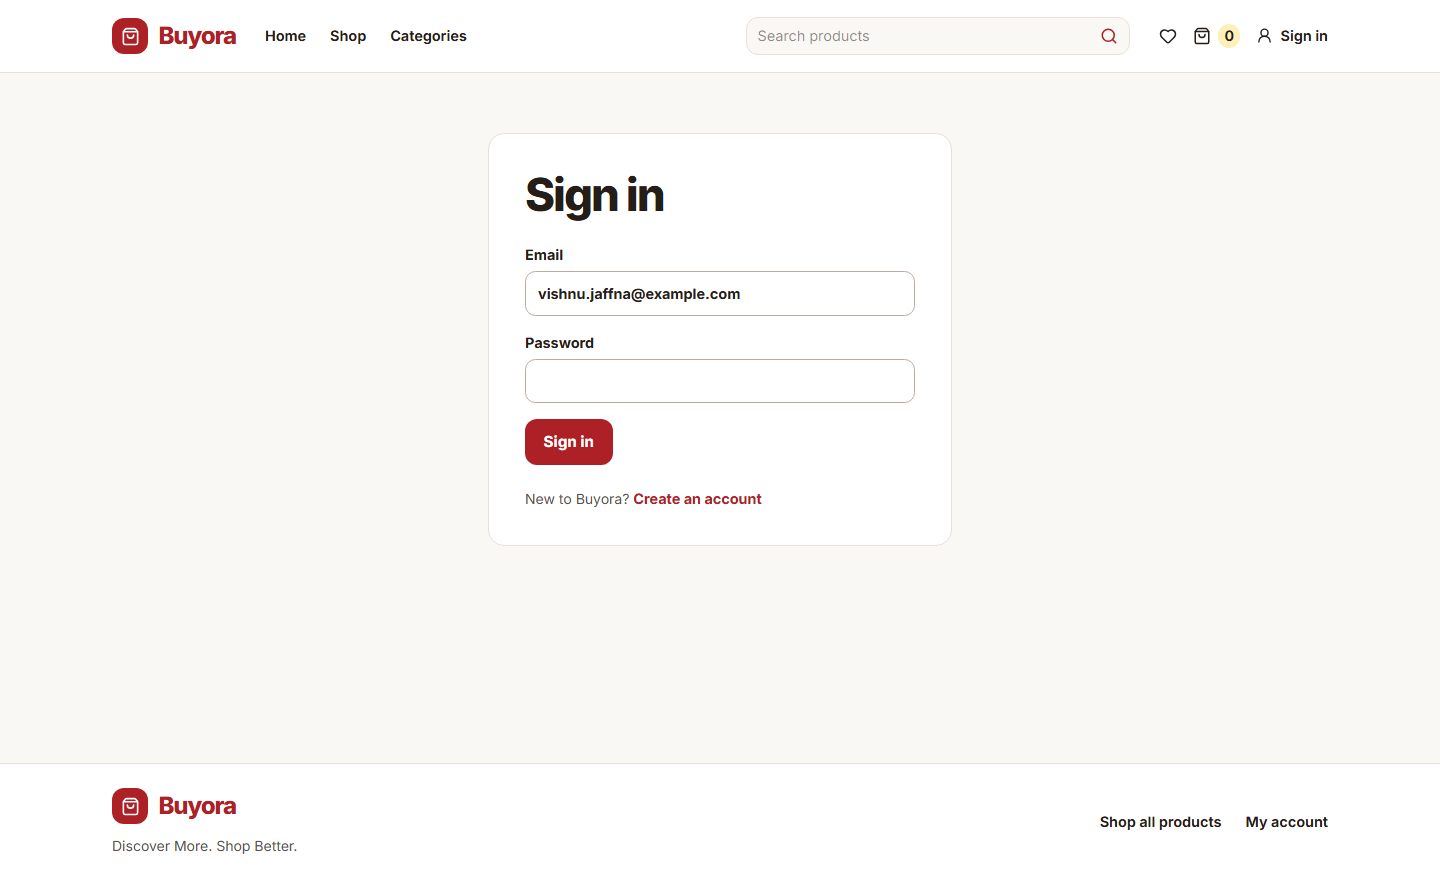 Buyora
Home
Shop
Categories
Search products
0
Sign in
Sign in
Email
vishnu.jaffna@example.com
Password
Sign in
New to Buyora? Create an account
Buyora
Discover More. Shop Better.
Shop all products
My account